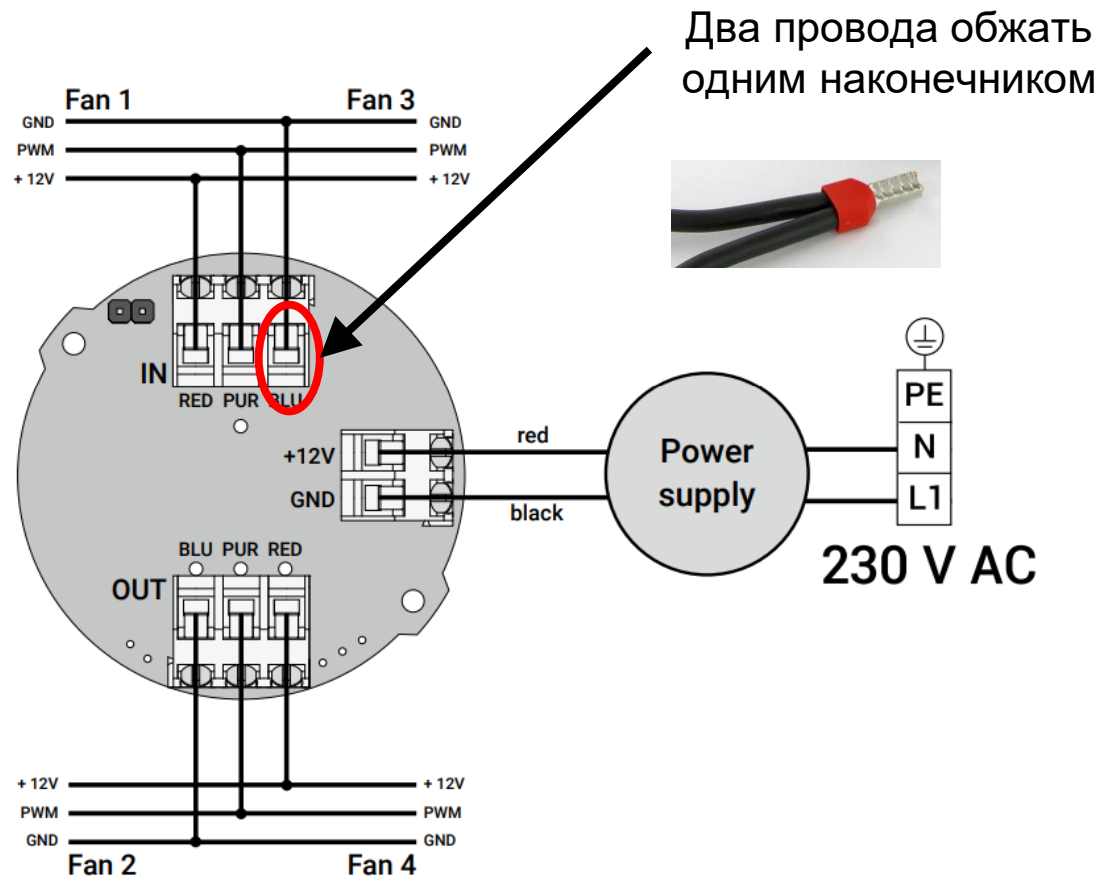 Два провода обжать
одним наконечником
Fan 1 Fan 3
GND GND
PWM PWM
+ 12V + 12V
IN
RED PUR BLU
+12V
GND
red
black
Power
supply
PE
N
L1
230 V AC
BLU PUR RED
OUT
+ 12V + 12V
PWM PWM
GND GND
Fan 2 Fan 4